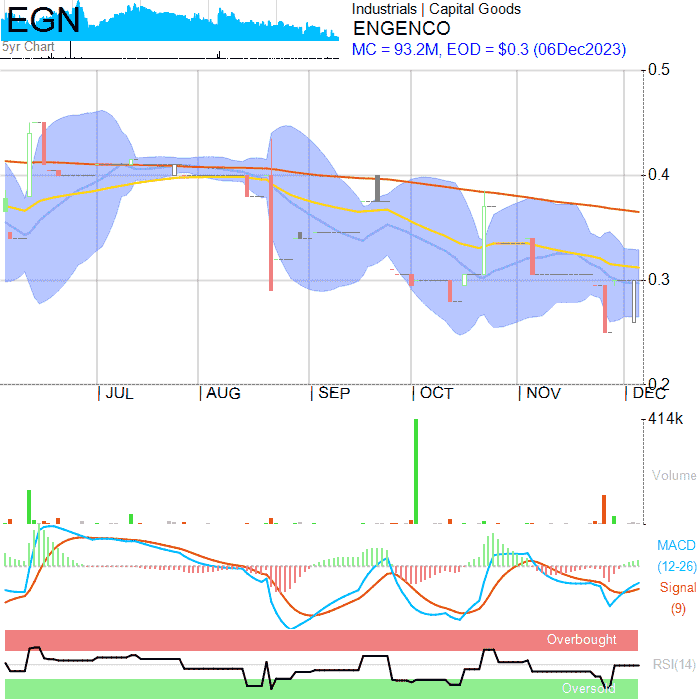 EGN
Industrials | Capital Goods
ENGENCO
5yr Chart
MC = 93.2M, EOD = $0.3 (06Dec2023)
0.5
0.4
0.3
0.2
JUL AUG SEP OCT NOV DEC
414k
Volume
MACD
(12-26)
Signal
(9)
Overbought
RSI(14)
Oversold